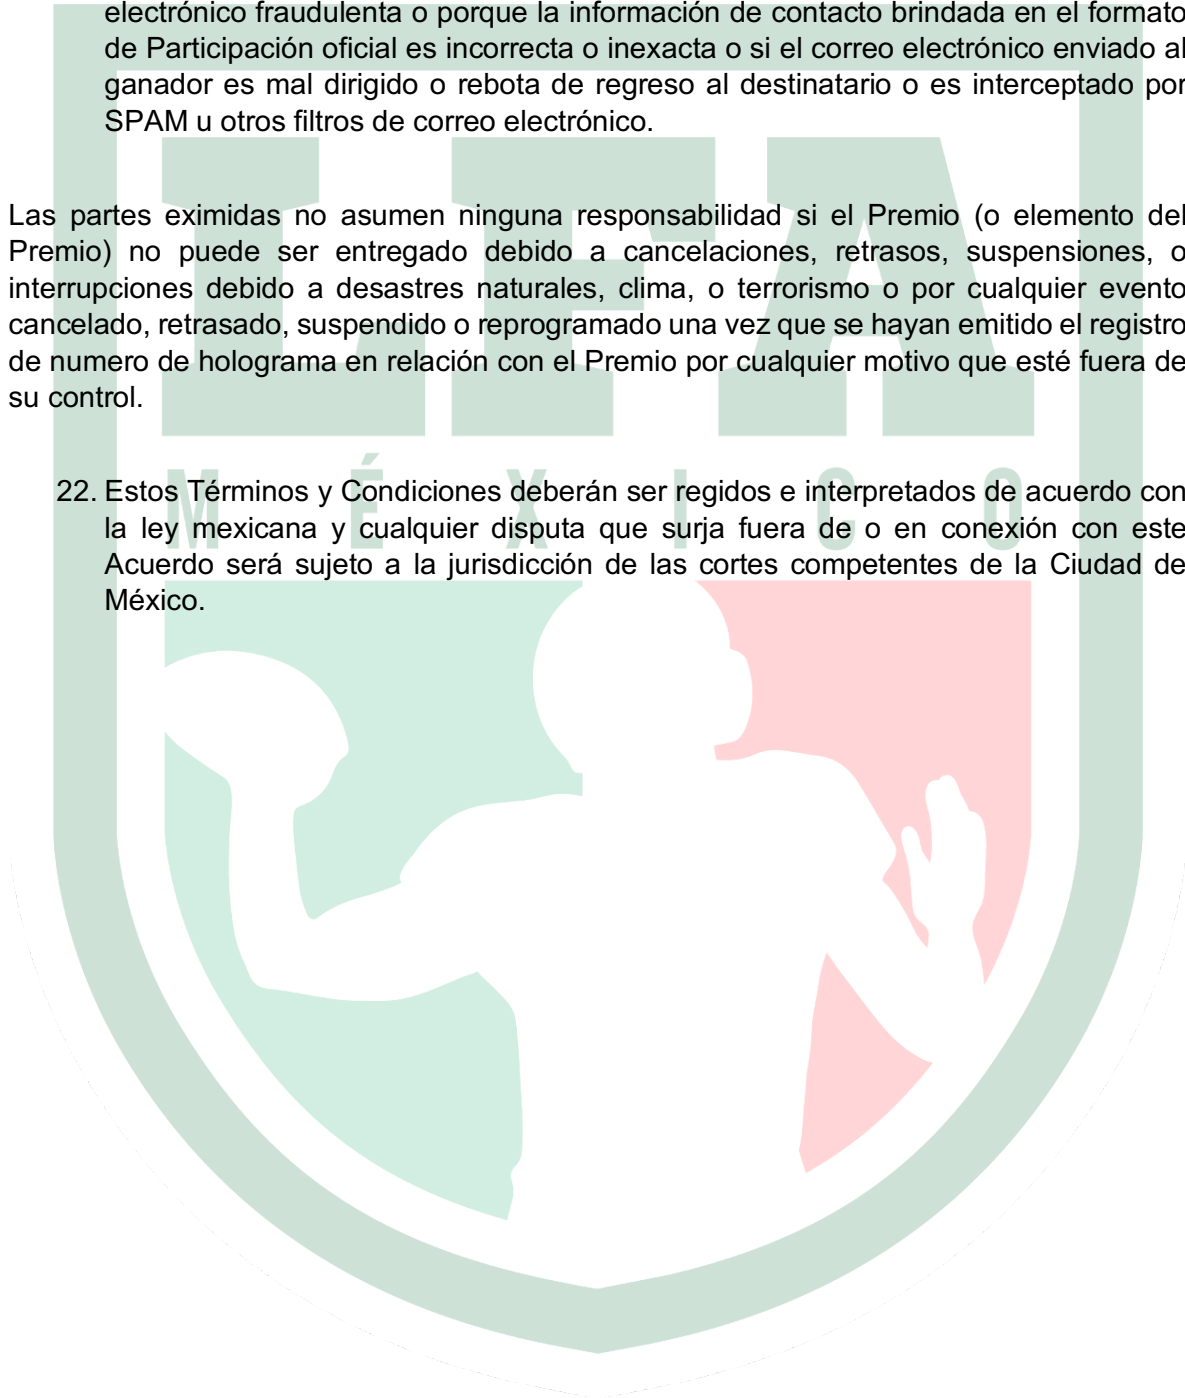 electrónico fraudulenta o porque la información de contacto brindada en el formato
de Participación oficial es incorrecta o inexacta o si el correo electrónico enviado al
ganador es mal dirigido o rebota de regreso al destinatario o es interceptado por
SPAM u otros filtros de correo electrónico.
Las partes eximidas no asumen ninguna responsabilidad si el Premio (o elemento del
Premio) no puede ser entregado debido a cancelaciones, retrasos, suspensiones, o
interrupciones debido a desastres naturales, clima, o terrorismo o por cualquier evento
cancelado, retrasado, suspendido o reprogramado una vez que se hayan emitido el registro
de numero de holograma en relación con el Premio por cualquier motivo que esté fuera de
su control.
22. Estos Términos y Condiciones deberán ser regidos e interpretados de acuerdo con
la ley mexicana y cualquier disputa que surja fuera de o en conexión con este
Acuerdo será sujeto a la jurisdicción de las cortes competentes de la Ciudad de
México.
LFA
MÉXICO